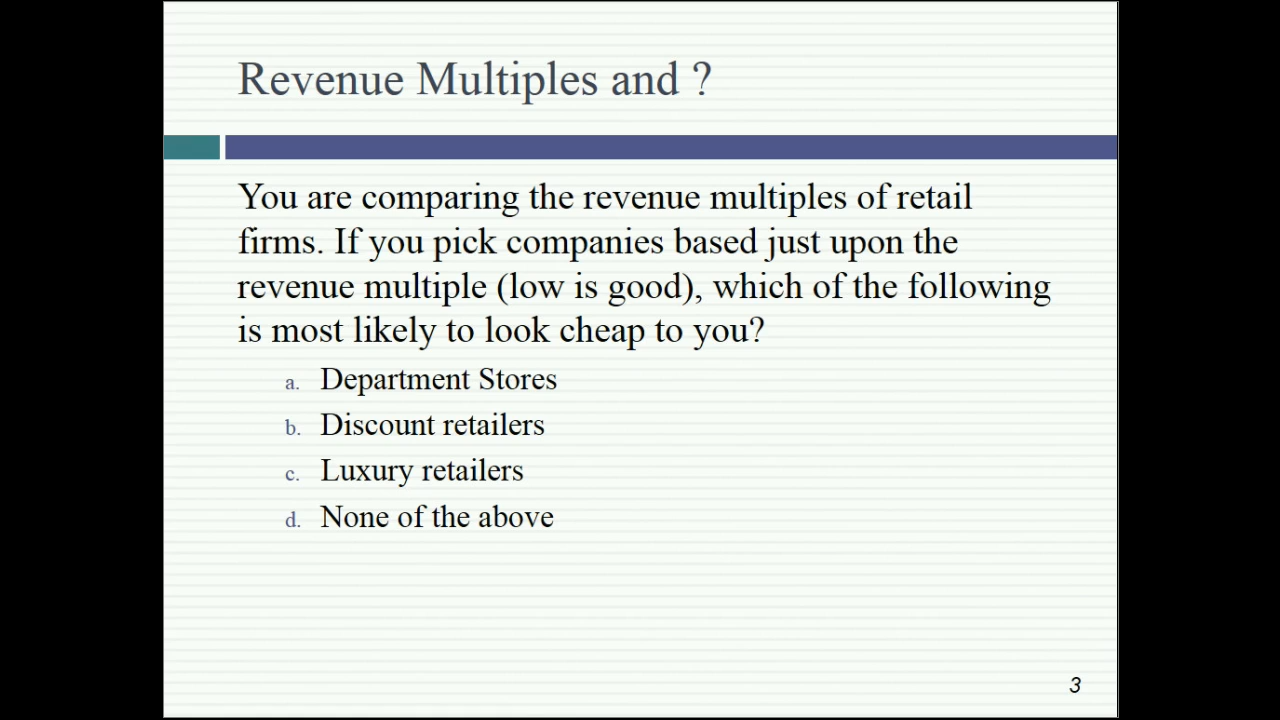 Revenue Multiples and ?
You are comparing the revenue multiples of retail
firms. If you pick companies based just upon the
revenue multiple (low is good), which of the following
is most likely to look cheap to you?
a. Department Stores
b. Discount retailers
c. Luxury retailers
d. None of the above
3